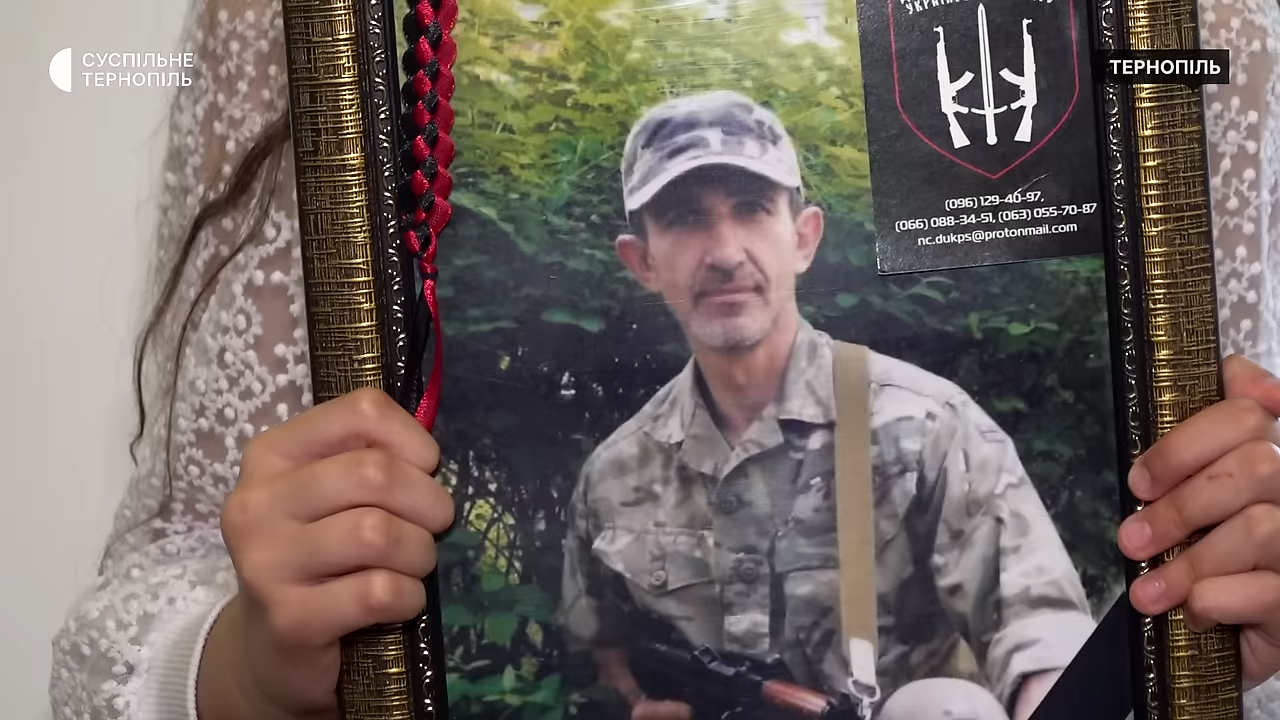 СУСПІЛЬНЕ
ТЕРНОПІЛЬ
ТЕРНОПІЛЬ
(096) 129-40-97,
(066) 088-34-51, (063) 055-70-87
nc.dukps@protonmail.com